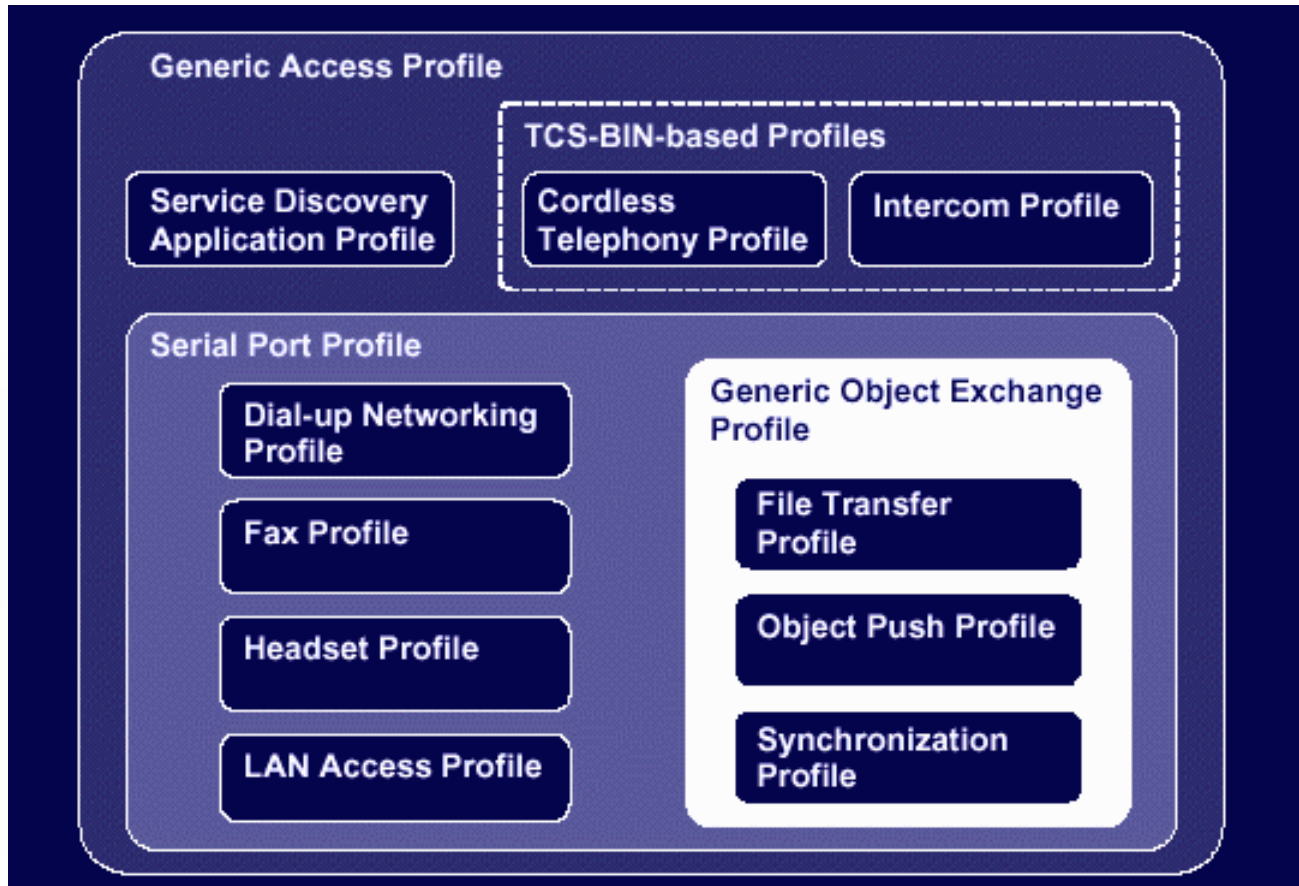 Generic Access Profile
TCS-BIN-based Profiles
Service Discovery
Application Profile
Cordless
Telephony Profile
Intercom Profile
Serial Port Profile
Dial-up Networking
Profile
Fax Profile
Headset Profile
LAN Access Profile
Generic Object Exchange
Profile
File Transfer
Profile
Object Push Profile
Synchronization
Profile